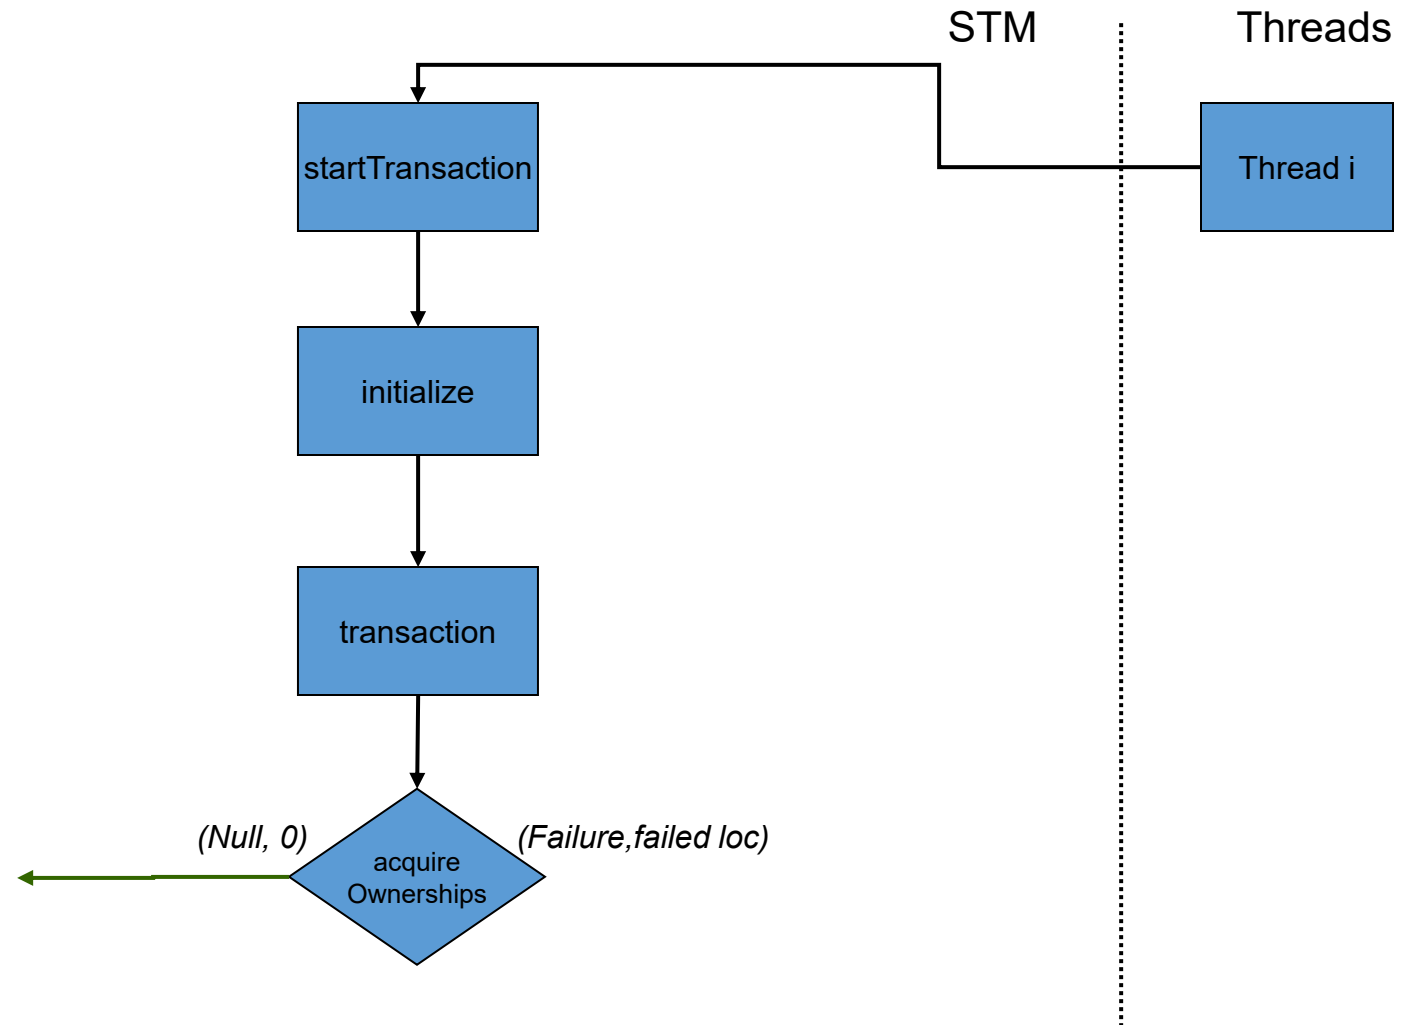 STM
Threads
startTransaction
Thread i
initialize
transaction
(Null, 0)
(Failure,failed loc)
acquire
Ownerships